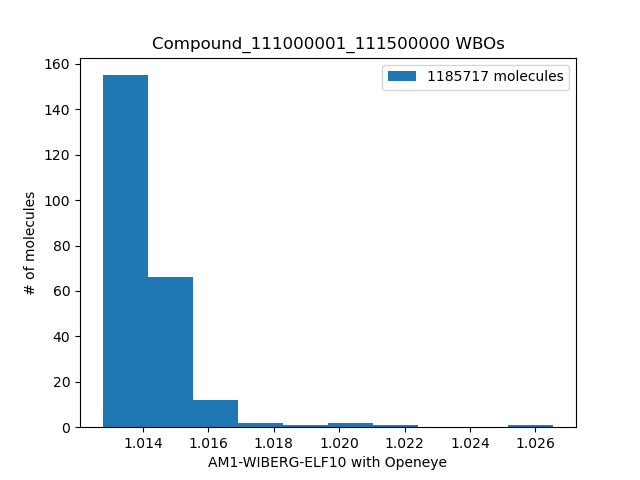 Compound_111000001_111500000 WBOs
1185717 molecules
160
140
120
100
80
60
40
20
0
# of molecules
1.014 1.016 1.018 1.020 1.022 1.024 1.026
AM1-WIBERG-ELF10 with Openeye